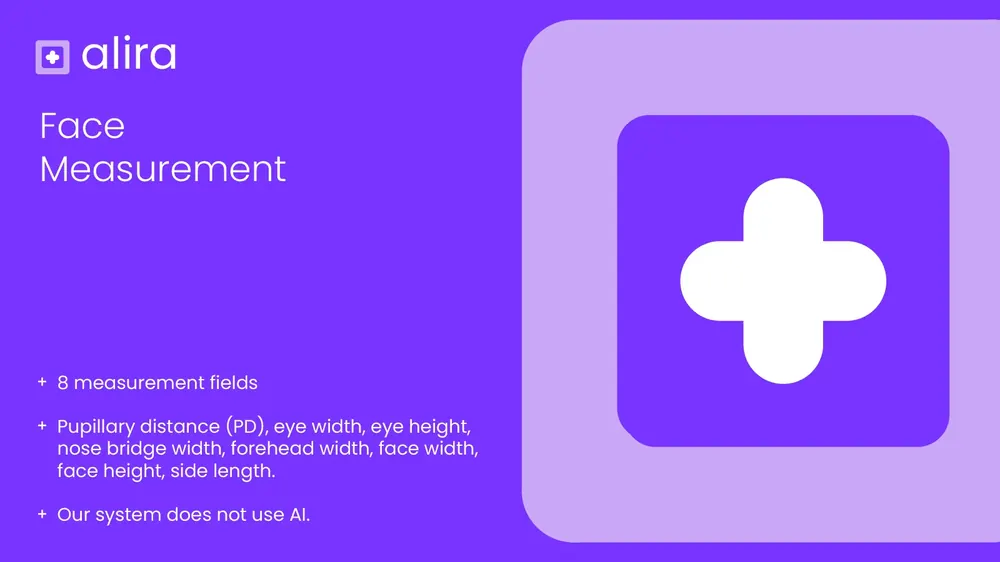 alira
Face
Measurement
+ 8 measurement fields
+ Pupillary distance (PD), eye width, eye height,
nose bridge width, forehead width, face width,
face height, side length.
+ Our system does not use AI.